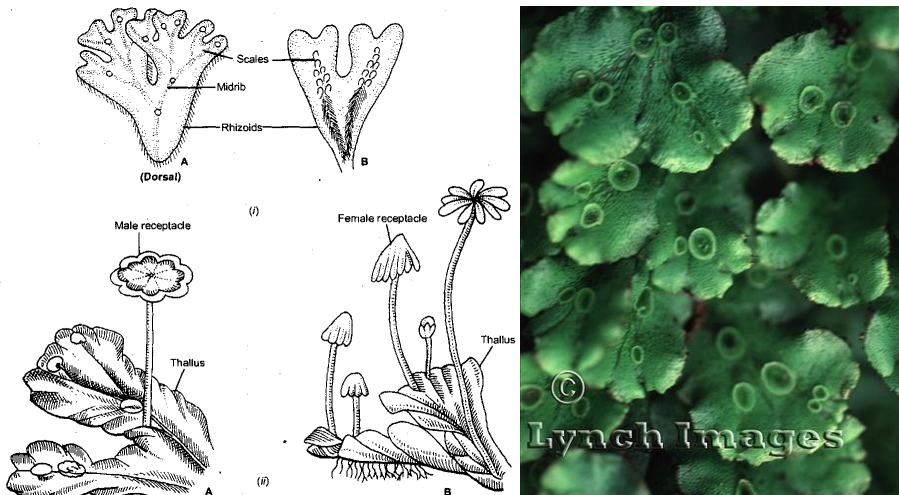 Scales
Midrib
Rhizoids
A
B
(Dorsal)
(i)
Male receptacle
Female receptacle
Thallus
Thallus
A
(ii)
B
©
Lynch Images